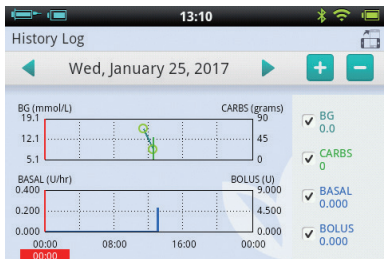 13:10
History Log
Wed, January 25, 2017
BG (mmol/L) CARBS (grams)
19.1 90
12.1 45
5.1 0
BASAL (U/hr) BOLUS (U)
0.400 9.000
0.200 4.500
0.000 0.000
00:00 08:00 16:00 00:00
00:00
BG
0.0
CARBS
0
BASAL
0.000
BOLUS
0.000